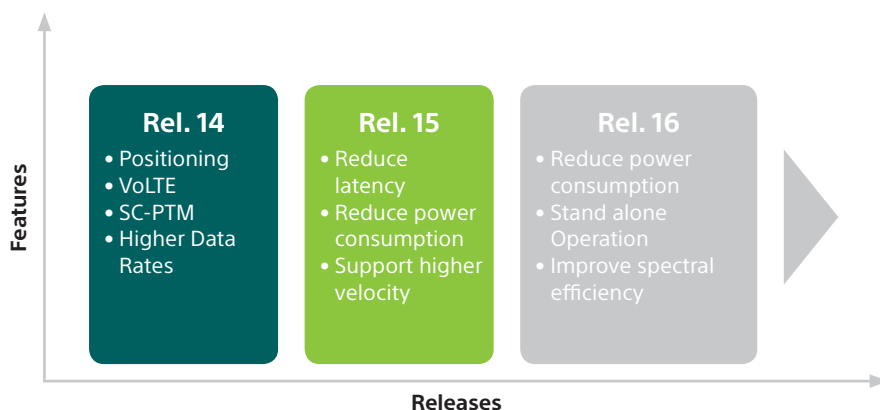 Features
Rel. 14
• Positioning
• VoLTE
• SC-PTM
• Higher Data
Rates
Rel. 15
• Reduce
latency
• Reduce power
consumption
• Support higher
velocity
Rel. 16
• Reduce power
consumption
• Stand alone
Operation
• Improve spectral
efficiency
Releases